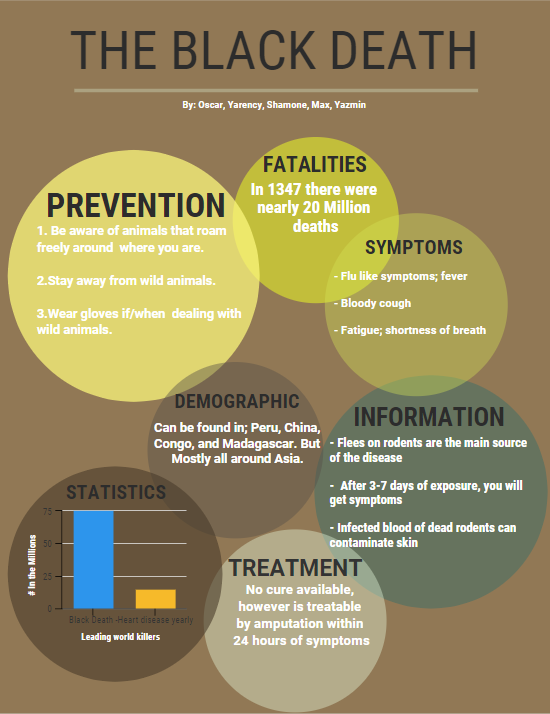 THE BLACK DEATH
By: Oscar, Yarency, Shamone, Max, Yazmin
FATALITIES
In 1347 there were
nearly 20 Million
deaths
PREVENTION
1. Be aware of animals that roam
freely around where you are.
2.Stay away from wild animals.
3.Wear gloves if/when dealing with
wild animals.
SYMPTOMS
- Flu like symptoms; fever
- Bloody cough
- Fatigue; shortness of breath
DEMOGRAPHIC
Can be found in; Peru, China,
Congo, and Madagascar. But
Mostly all around Asia.
INFORMATION
- Flees on rodents are the main source
of the disease
- After 3-7 days of exposure, you will
get symptoms
- Infected blood of dead rodents can
contaminate skin
STATISTICS
# In the Millions
75
50
25
0
Black Death -Heart disease yearly
Leading world killers
TREATMENT
No cure available,
however is treatable
by amputation within
24 hours of symptoms